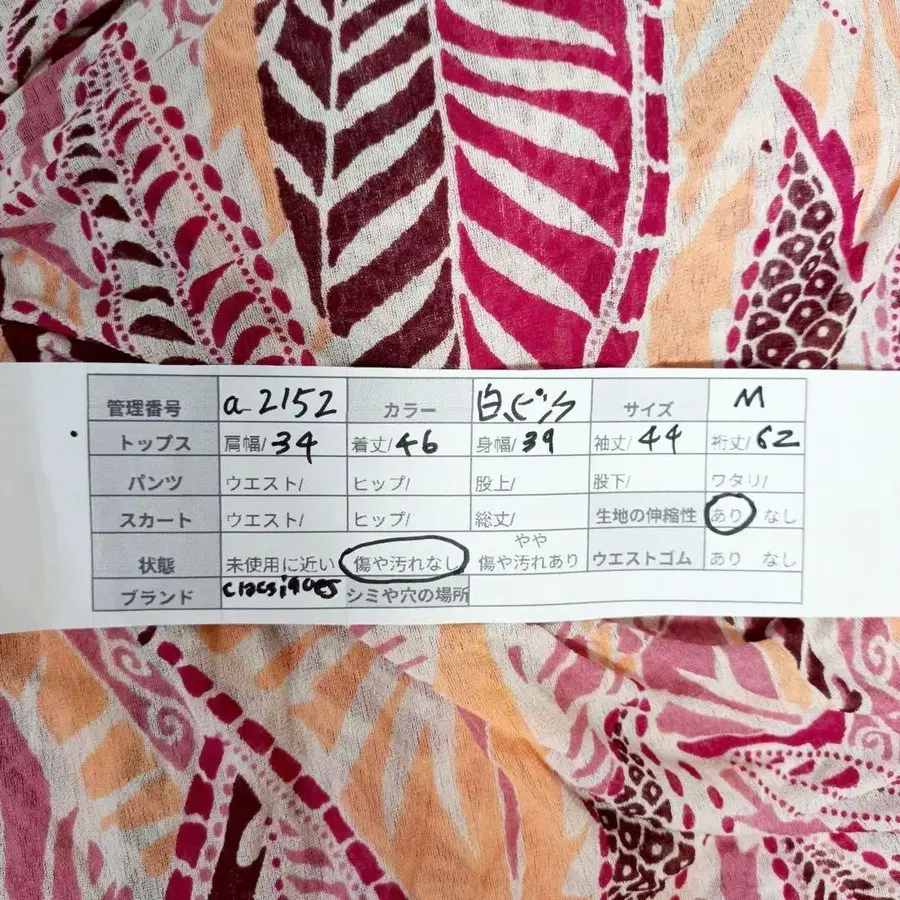 管理番号 a2152 カラー 白、ピンク サイズ M
トップス 肩幅/34 着丈/46 身幅/39 袖丈/44 裄丈/62
パンツ ウエスト/ ヒップ/ 股上/ 股下/ ワタリ/
スカート ウエスト/ ヒップ/ 総丈/ 生地の伸縮性 あり なし
状態 未使用に近い 傷や汚れなし やや傷や汚れあり ウエストゴム あり なし
ブランド classiques シミや穴の場所